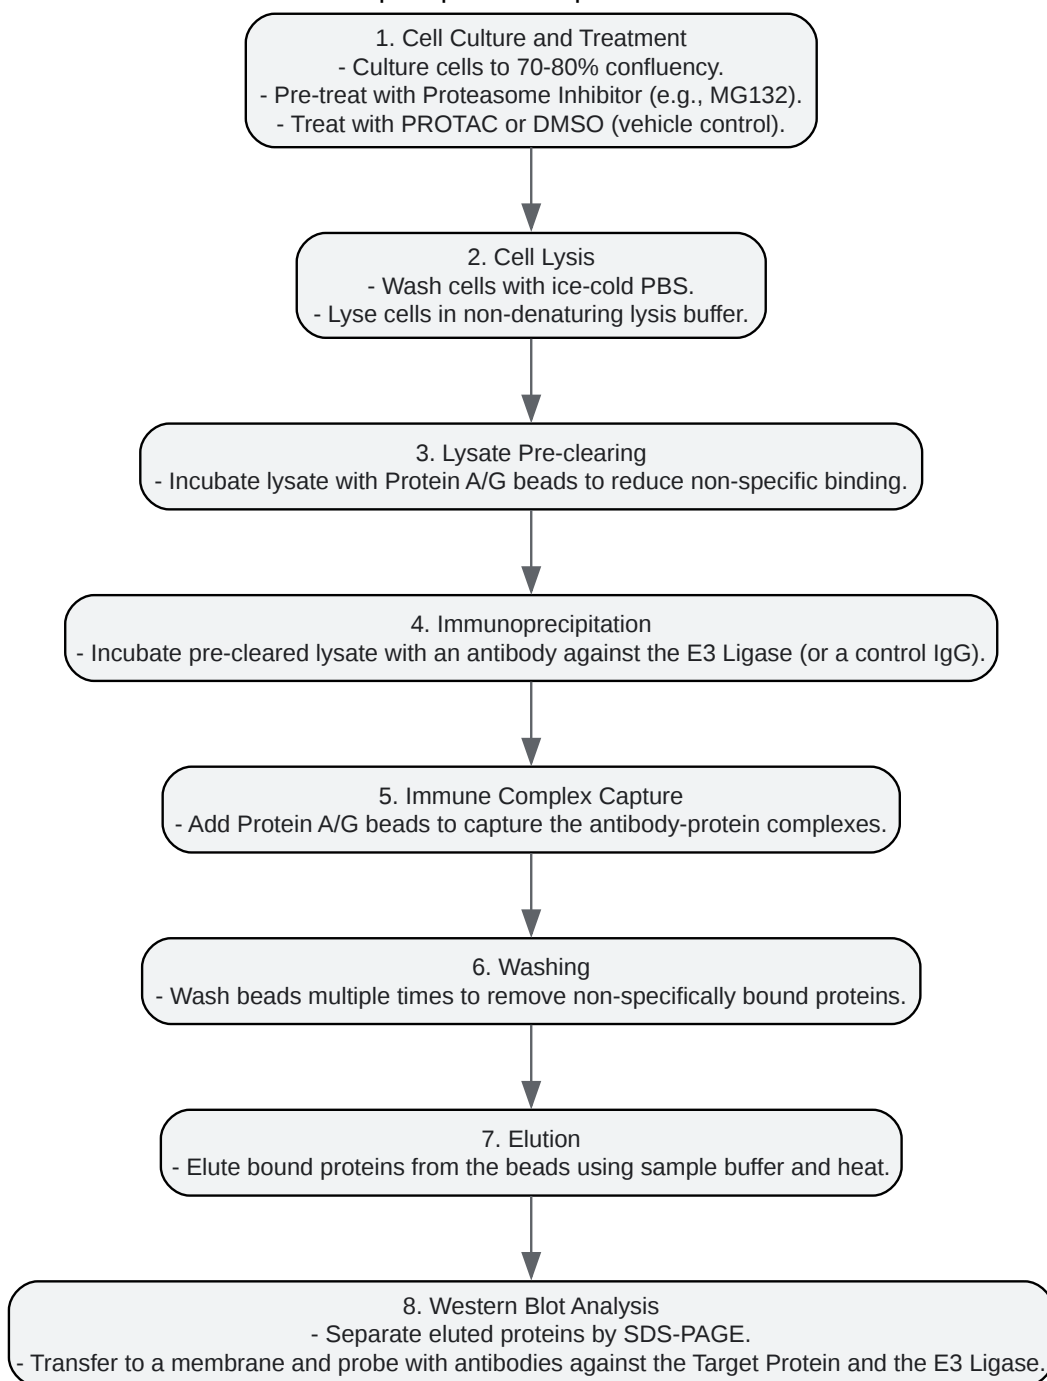 1. Cell Culture and Treatment
- Culture cells to 70-80% confluency.
- Pre-treat with Proteasome Inhibitor (e.g., MG132).
- Treat with PROTAC or DMSO (vehicle control).
2. Cell Lysis
- Wash cells with ice-cold PBS.
- Lyse cells in non-denaturing lysis buffer.
3. Lysate Pre-clearing
- Incubate lysate with Protein A/G beads to reduce non-specific binding.
4. Immunoprecipitation
- Incubate pre-cleared lysate with an antibody against the E3 Ligase (or a control IgG).
5. Immune Complex Capture
- Add Protein A/G beads to capture the antibody-protein complexes.
6. Washing
- Wash beads multiple times to remove non-specifically bound proteins.
7. Elution
- Elute bound proteins from the beads using sample buffer and heat.
8. Western Blot Analysis
- Separate eluted proteins by SDS-PAGE.
- Transfer to a membrane and probe with antibodies against the Target Protein and the E3 Ligase.